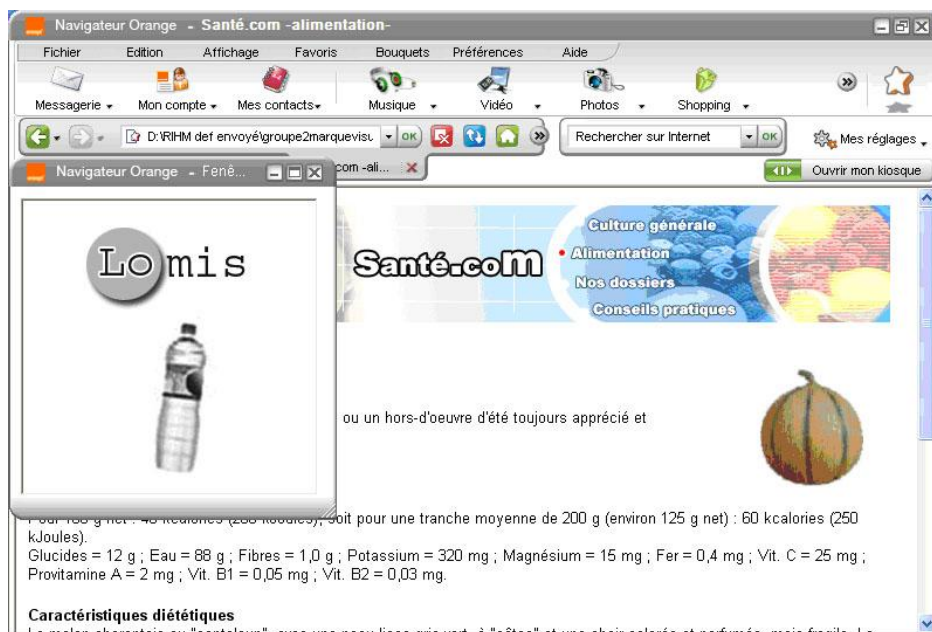 Navigateur Orange - Santé.com -alimentation-
Fichier Edition Affichage Favoris Bouquets Préférences Aide
Messagerie Mon compte Mes contacts Musique Vidéo Photos Shopping
D:\RIHM def envoyé\groupe2marquevisu OK Rechercher sur Internet OK Mes réglages
Navigateur Orange - Fenê... com -ali... Ouvrir mon kiosque
Lomis
Santé.com
Culture générale
Alimentation
Nos dossiers
Conseils pratiques
ou un hors-d'oeuvre d'été toujours apprécié et
soit pour une tranche moyenne de 200 g (environ 125 g net) : 60 kcalories (250
kJoules).
Glucides = 12 g ; Eau = 88 g ; Fibres = 1,0 g ; Potassium = 320 mg ; Magnésium = 15 mg ; Fer = 0,4 mg ; Vit. C = 25 mg ;
Provitamine A = 2 mg ; Vit. B1 = 0,05 mg ; Vit. B2 = 0,03 mg.
Caractéristiques diététiques